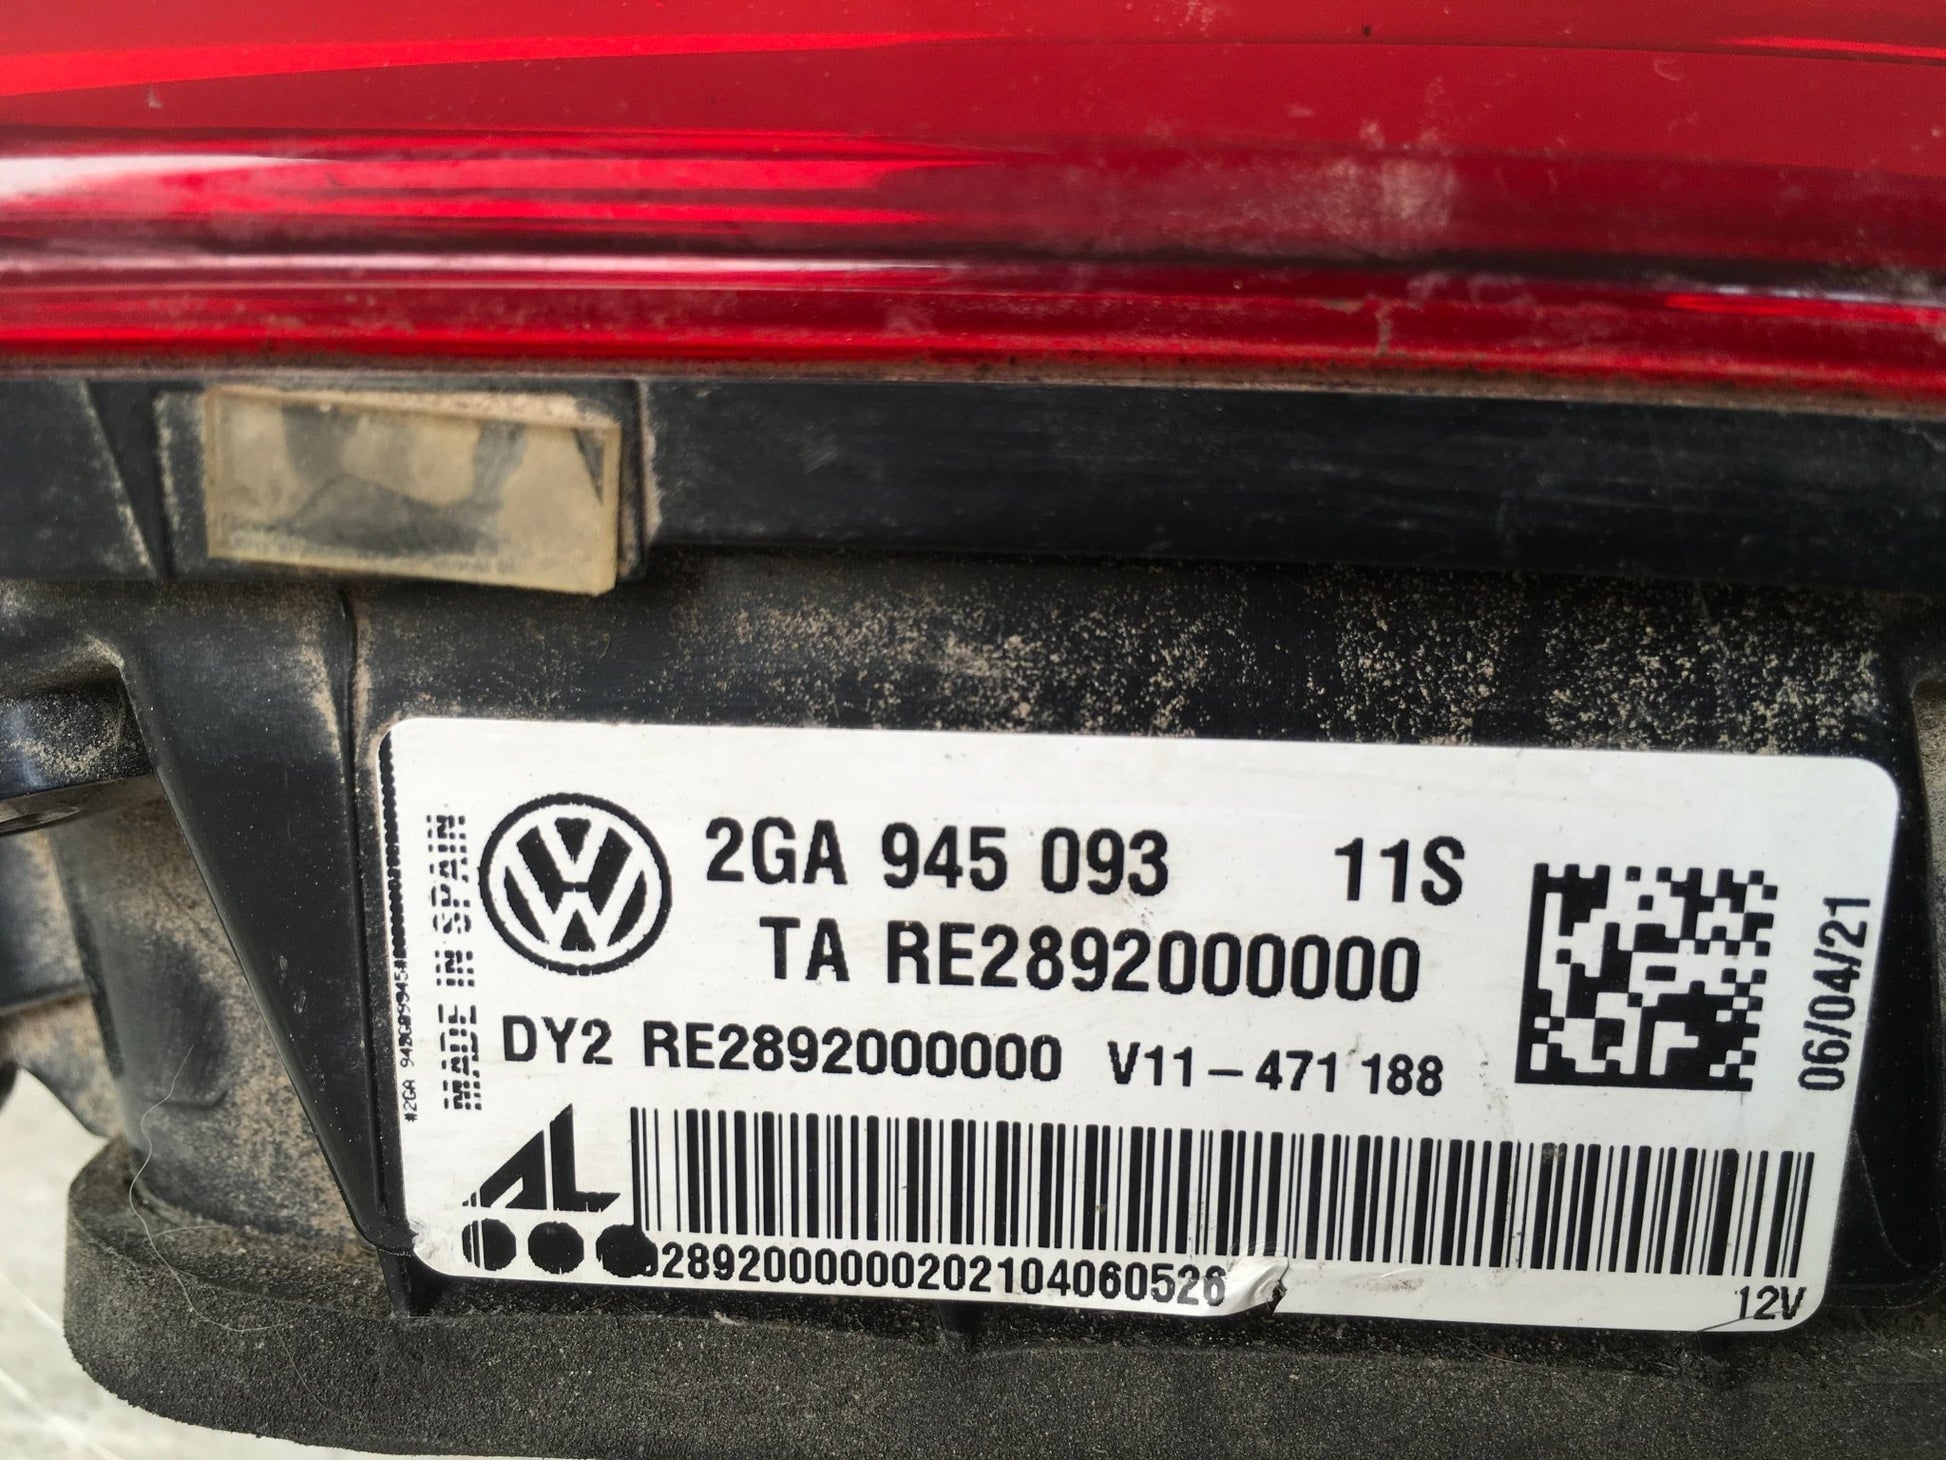 2GA 945 093 11S
TA RE2892000000
DY2 RE2892000000 V11-471 188
MADE IN SPAIN
06/04/21
2892000000202104060526
12V
AL